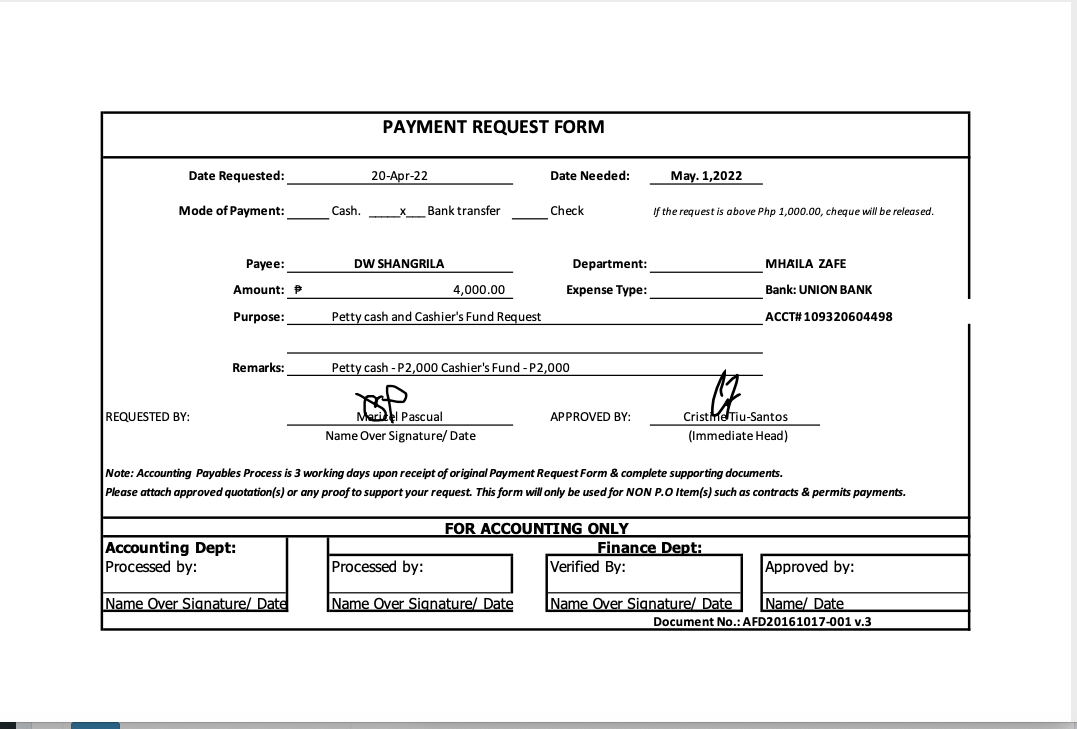 PAYMENT REQUEST FORM
Date Requested: 20-Apr-22 Date Needed: May. 1,2022
Mode of Payment: ______ Cash. _____x___ Bank transfer _____ Check If the request is above Php 1,000.00, cheque will be released.
Payee: DW SHANGRILA Department: MHA'ILA ZAFE
Amount: ₱ 4,000.00 Expense Type: Bank: UNION BANK
Purpose: Petty cash and Cashier's Fund Request ACCT# 109320604498
Remarks: Petty cash - P2,000 Cashier's Fund - P2,000
REQUESTED BY: Maricel Pascual APPROVED BY: Cristine Tiu-Santos
Name Over Signature/ Date (Immediate Head)
Note: Accounting Payables Process is 3 working days upon receipt of original Payment Request Form & complete supporting documents.
Please attach approved quotation(s) or any proof to support your request. This form will only be used for NON P.O Item(s) such as contracts & permits payments.
FOR ACCOUNTING ONLY
Accounting Dept: Finance Dept:
Processed by: Processed by: Verified By: Approved by:
Name Over Signature/ Date Name Over Signature/ Date Name Over Signature/ Date Name/ Date
Document No.: AFD20161017-001 v.3